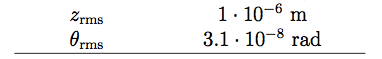 z_rms 1 · 10⁻⁶ m
θ_rms 3.1 · 10⁻⁸ rad